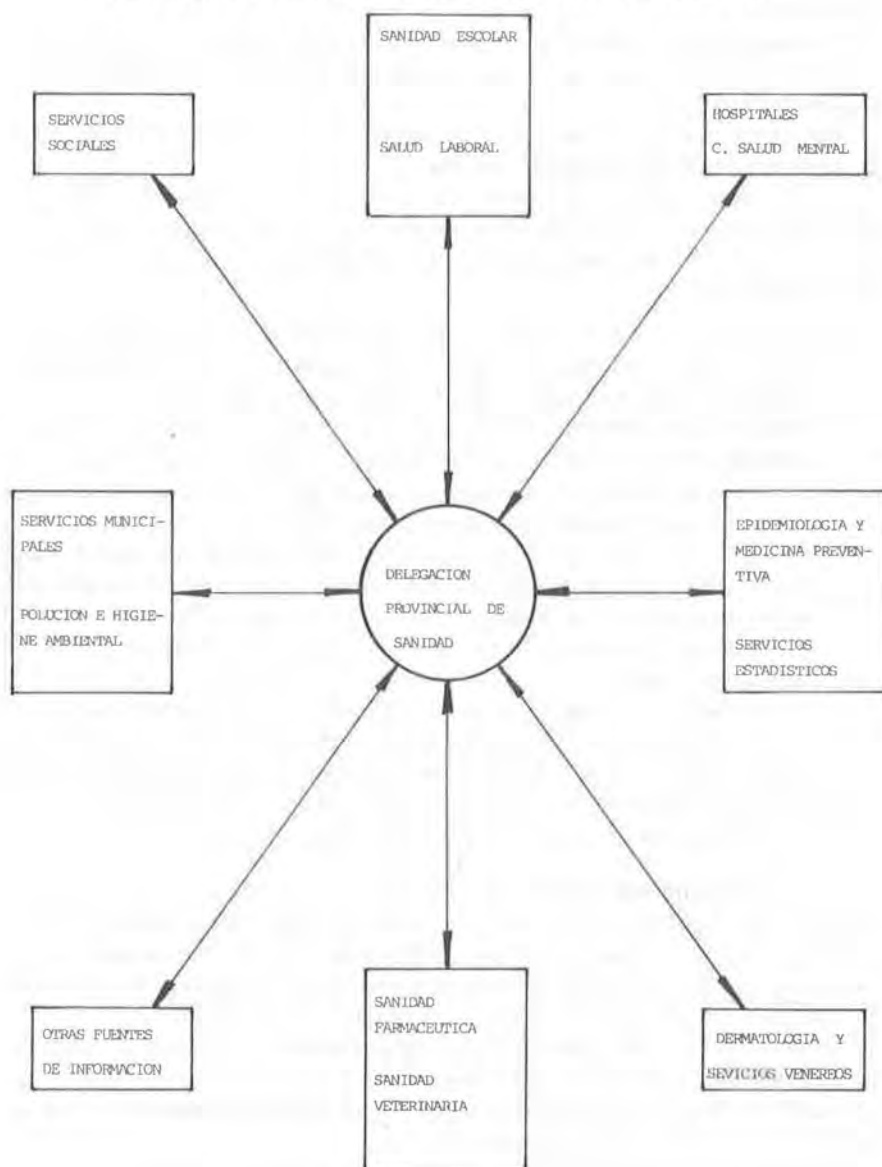 SANIDAD ESCOLAR
SALUD LABORAL
SERVICIOS
SOCIALES
HOSPITALES
C. SALUD MENTAL
SERVICIOS MUNICI-
PALES
POLUCION E HIGIE-
NE AMBIENTAL
DELEGACION
PROVINCIAL DE
SANIDAD
EPIDEMIOLOGIA Y
MEDICINA PREVEN-
TIVA
SERVICIOS
ESTADISTICOS
OTRAS FUENTES
DE INFORMACION
SANIDAD
FARMACEUTICA
SANIDAD
VETERINARIA
DERMATOLOGIA Y
SEVICIOS VENEREOS